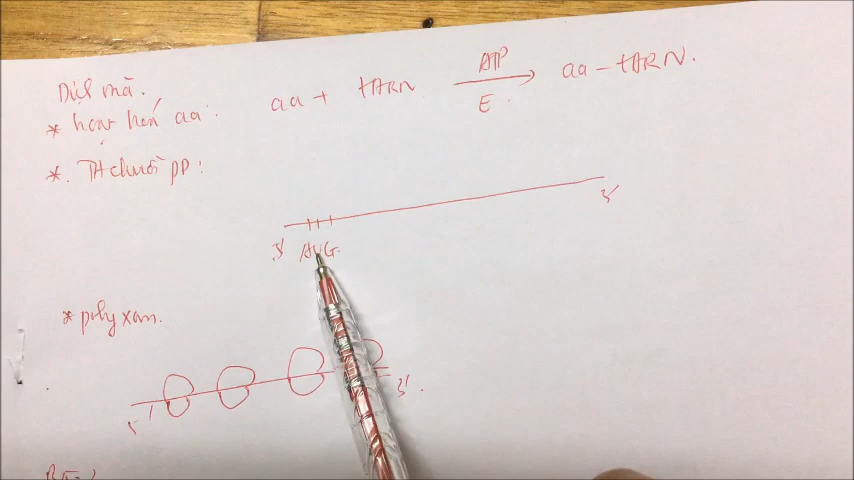 Dịch mã.
* hoạt hoá aa: aa + tARN ATP E. aa - tARN.
*. TH chuỗi pp:
3' AUG. 5'
* poly xom.
5' 3'.